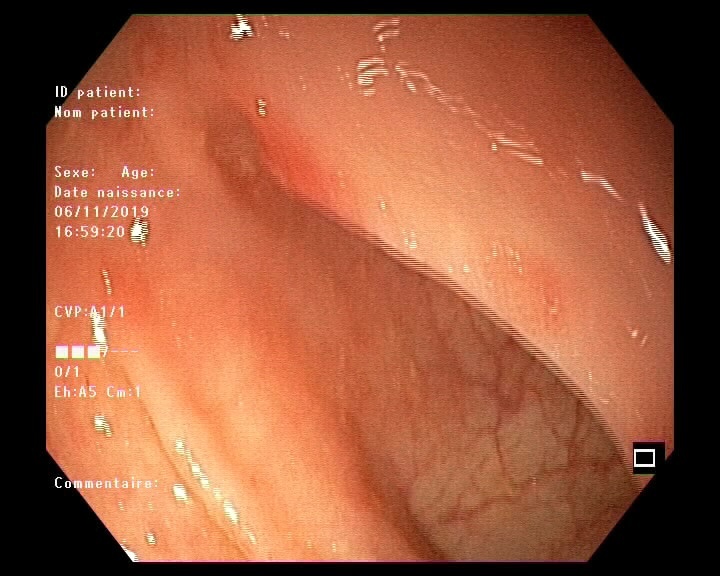 ID patient:
Nom patient:
Sexe: Age:
Date naissance:
06/11/2019
16:59:20
CVP:A1/1
0/1
Eh:A5 Cm:1
Commentaire: